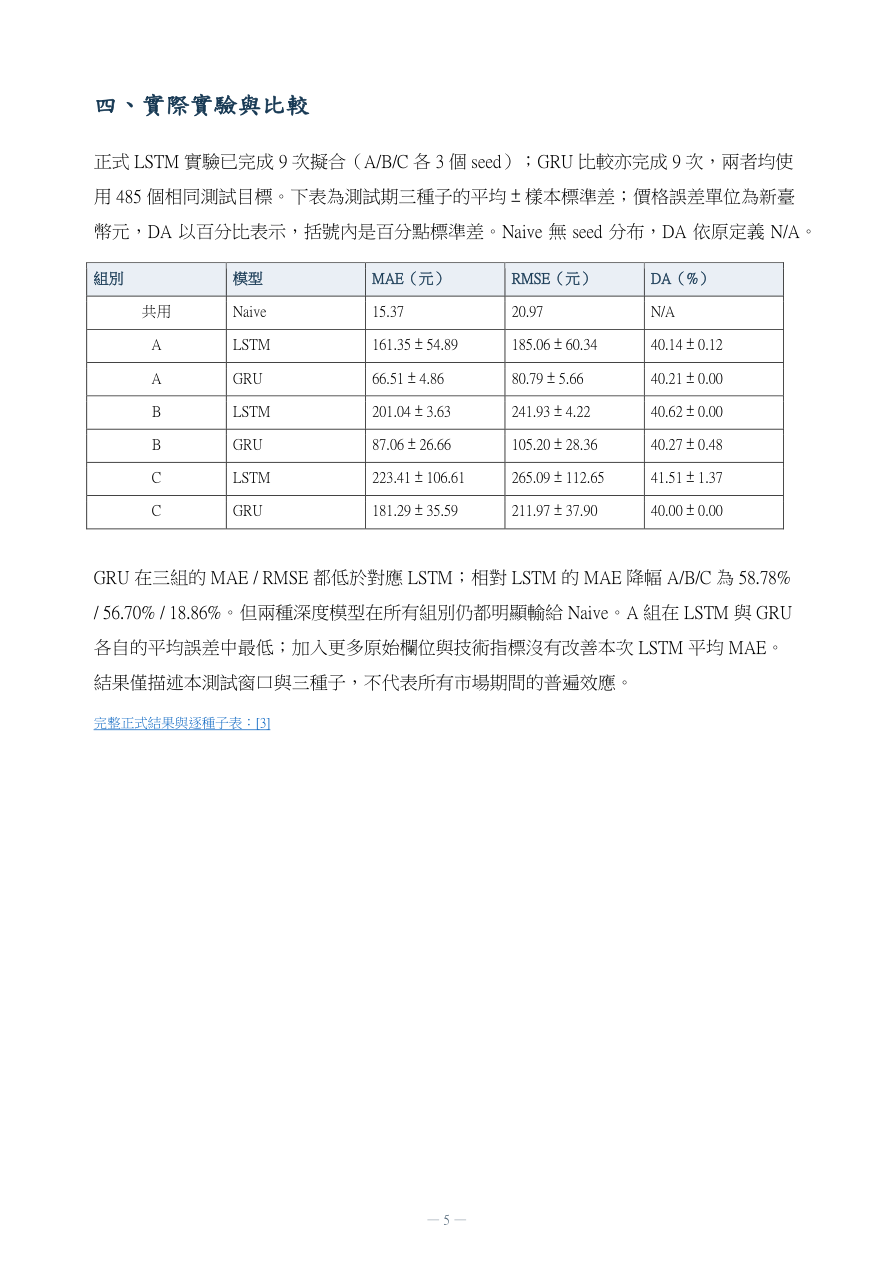 四、實際實驗與比較
正式 LSTM 實驗已完成 9 次擬合（A/B/C 各 3 個 seed）；GRU 比較亦完成 9 次，兩者均使
用 485 個相同測試目標。下表為測試期三種子的平均 ± 樣本標準差；價格誤差單位為新臺
幣元，DA 以百分比表示，括號內是百分點標準差。Naive 無 seed 分布，DA 依原定義 N/A。
組別 模型 MAE（元） RMSE（元） DA（%）
共用 Naive 15.37 20.97 N/A
A LSTM 161.35 ± 54.89 185.06 ± 60.34 40.14 ± 0.12
A GRU 66.51 ± 4.86 80.79 ± 5.66 40.21 ± 0.00
B LSTM 201.04 ± 3.63 241.93 ± 4.22 40.62 ± 0.00
B GRU 87.06 ± 26.66 105.20 ± 28.36 40.27 ± 0.48
C LSTM 223.41 ± 106.61 265.09 ± 112.65 41.51 ± 1.37
C GRU 181.29 ± 35.59 211.97 ± 37.90 40.00 ± 0.00
GRU 在三組的 MAE / RMSE 都低於對應 LSTM；相對 LSTM 的 MAE 降幅 A/B/C 為 58.78%
/ 56.70% / 18.86%。但兩種深度模型在所有組別仍都明顯輸給 Naive。A 組在 LSTM 與 GRU
各自的平均誤差中最低；加入更多原始欄位與技術指標沒有改善本次 LSTM 平均 MAE。
結果僅描述本測試窗口與三種子，不代表所有市場期間的普遍效應。
完整正式結果與逐種子表：[3]
— 5 —